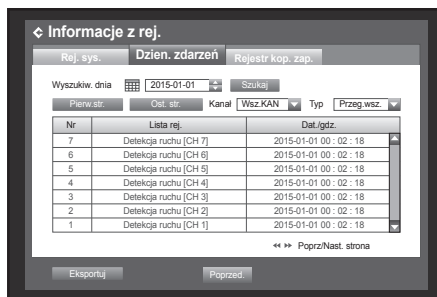 Informacje z rej.
Rej. sys. Dzien. zdarzeń Rejestr kop. zap.
Wyszukiw. dnia 2015-01-01 Szukaj
Pierw.str. Ost. str. Kanał Wsz.KAN Typ Przeg.wsz.
Nr Lista rej. Dat./gdz.
7 Detekcja ruchu [CH 7] 2015-01-01 00 : 02 : 18
6 Detekcja ruchu [CH 6] 2015-01-01 00 : 02 : 18
5 Detekcja ruchu [CH 5] 2015-01-01 00 : 02 : 18
4 Detekcja ruchu [CH 4] 2015-01-01 00 : 02 : 18
3 Detekcja ruchu [CH 3] 2015-01-01 00 : 02 : 18
2 Detekcja ruchu [CH 2] 2015-01-01 00 : 02 : 18
1 Detekcja ruchu [CH 1] 2015-01-01 00 : 02 : 18
Poprz/Nast. strona
Eksportuj Poprzed.